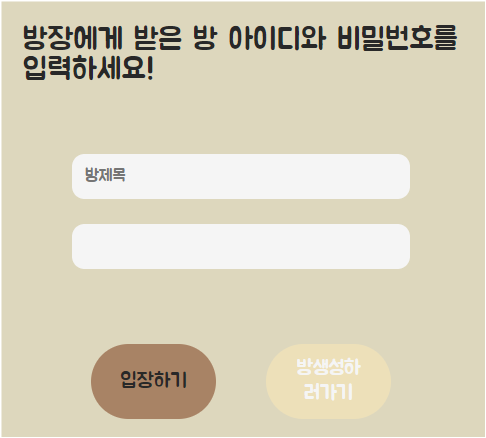 방장에게 받은 방 아이디와 비밀번호를
입력하세요!
방제목
입장하기
방생성하
러가기